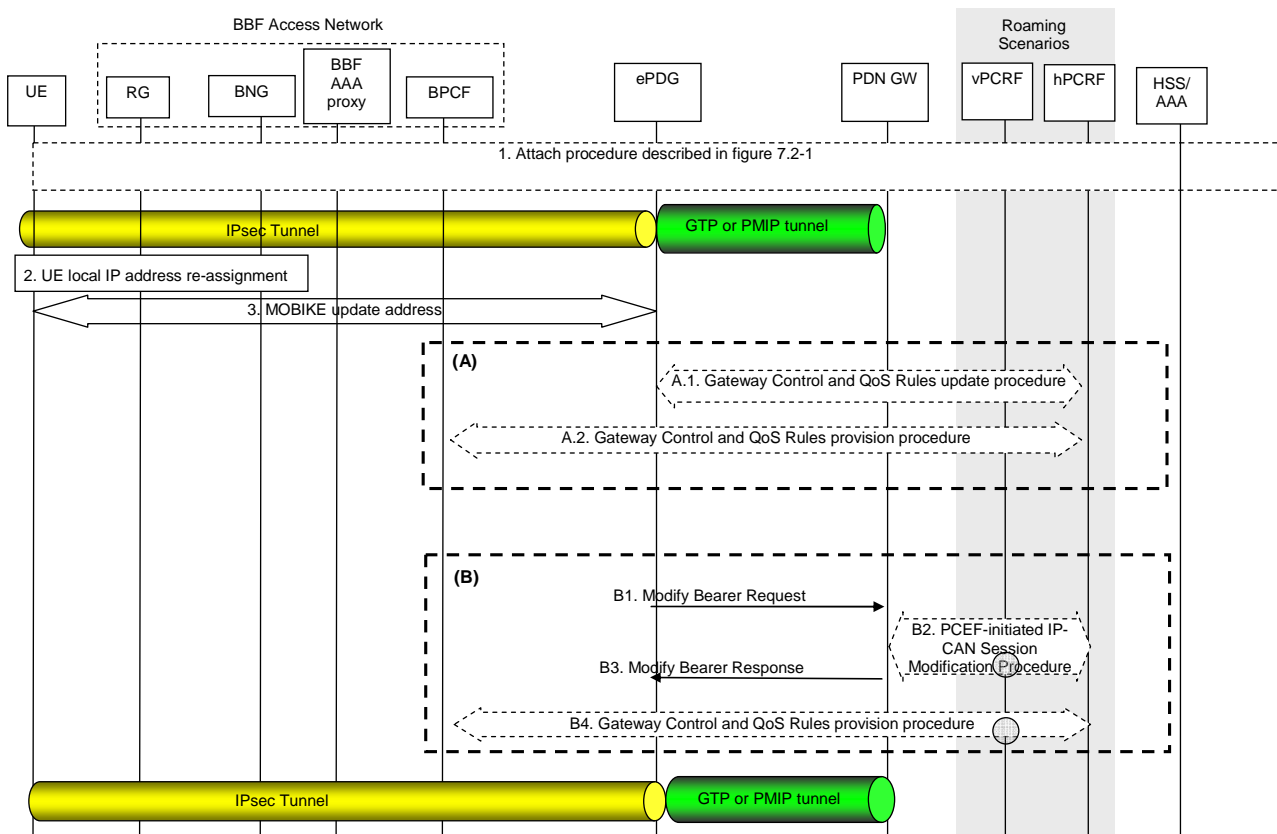 BBF Access Network
Roaming
Scenarios
UE
RG
BNG
BBF
AAA
proxy
BPCF
ePDG
PDN GW
vPCRF
hPCRF
HSS/
AAA
1. Attach procedure described in figure 7.2-1
IPsec Tunnel
GTP or PMIP tunnel
2. UE local IP address re-assignment
3. MOBIKE update address
(A)
A.1. Gateway Control and QoS Rules update procedure
A.2. Gateway Control and QoS Rules provision procedure
(B)
B1. Modify Bearer Request
B2. PCEF-initiated IP-
CAN Session
Modification Procedure
B3. Modify Bearer Response
B4. Gateway Control and QoS Rules provision procedure
IPsec Tunnel
GTP or PMIP tunnel